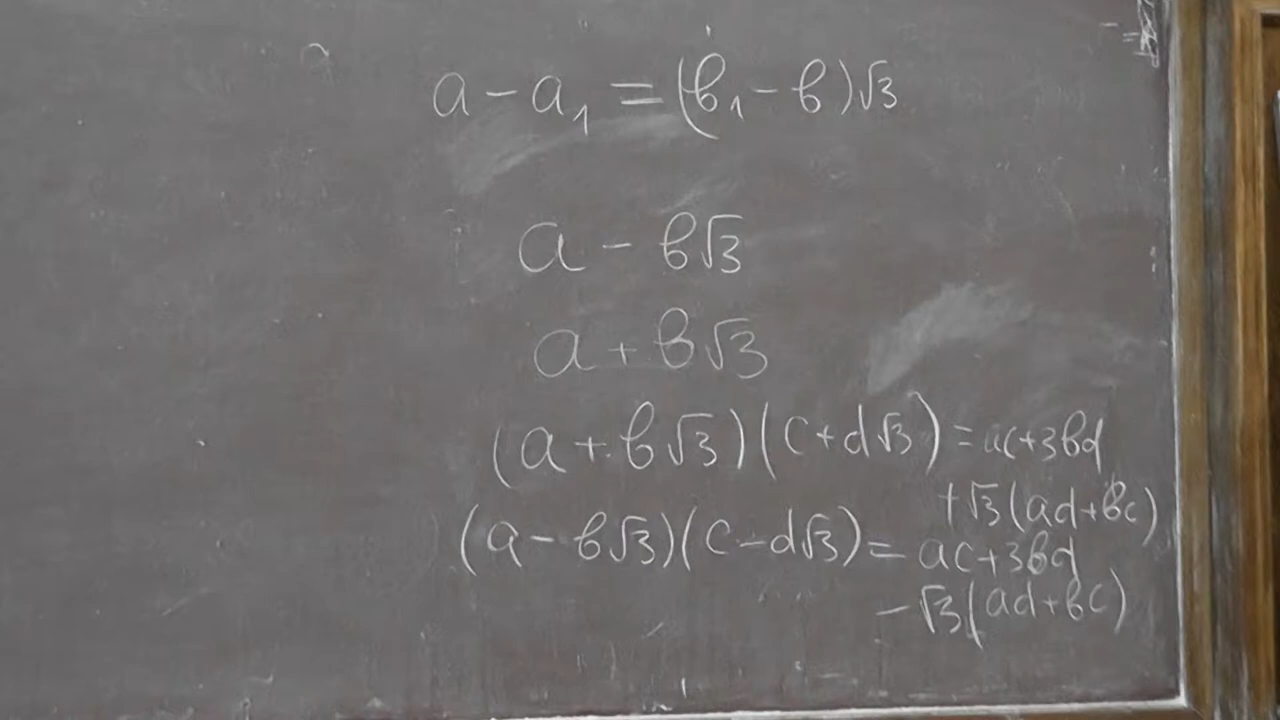 a - a₁ = (b₁ - b)√3
a - b√3
a + b√3
(a + b√3)(c + d√3) = ac + 3bd
+ √3(ad + bc)
(a - b√3)(c - d√3) = ac + 3bd
- √3(ad + bc)